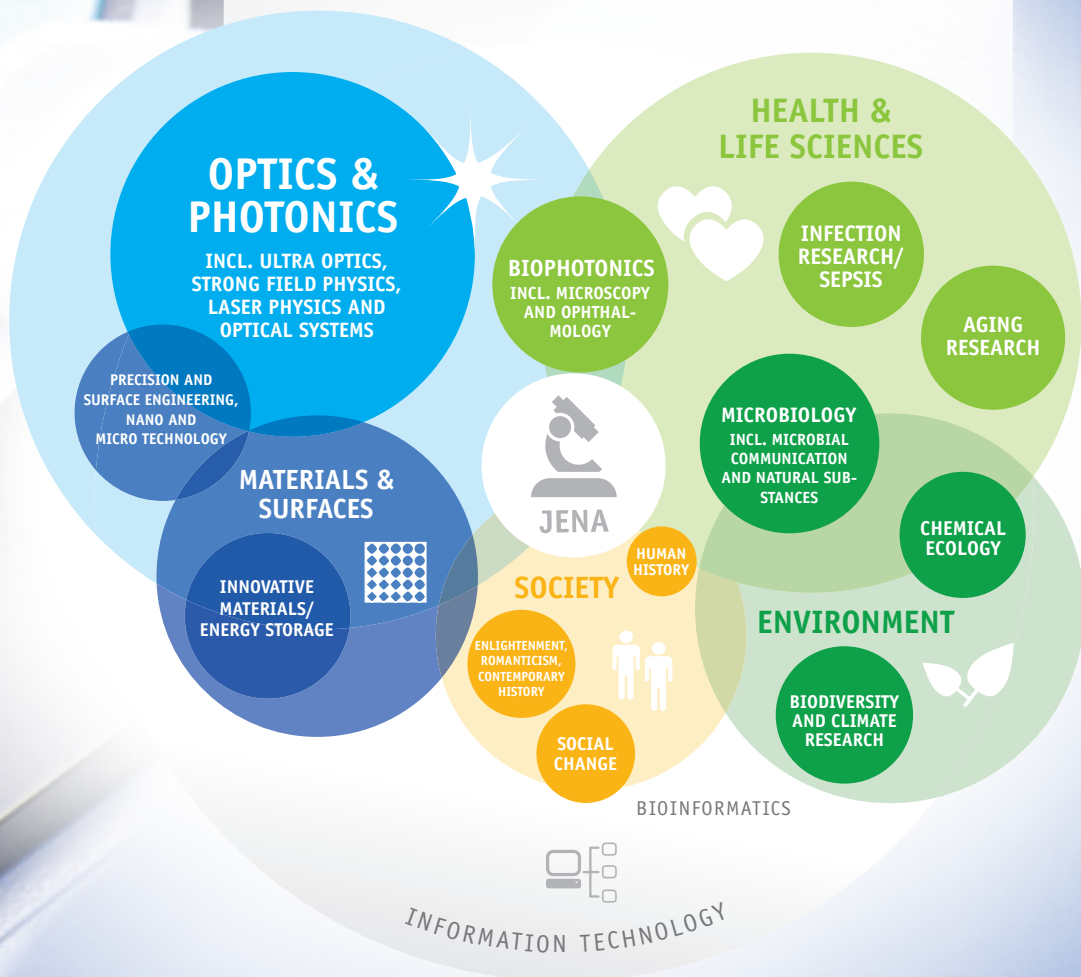 OPTICS &
PHOTONICS
INCL. ULTRA OPTICS,
STRONG FIELD PHYSICS,
LASER PHYSICS AND
OPTICAL SYSTEMS
PRECISION AND
SURFACE ENGINEERING,
NANO AND
MICRO TECHNOLOGY
MATERIALS &
SURFACES
INNOVATIVE
MATERIALS/
ENERGY STORAGE
BIOPHOTONICS
INCL. MICROSCOPY
AND OPHTHAL-
MOLOGY
HEALTH &
LIFE SCIENCES
INFECTION
RESEARCH/
SEPSIS
AGING
RESEARCH
MICROBIOLOGY
INCL. MICROBIAL
COMMUNICATION
AND NATURAL SUB-
STANCES
CHEMICAL
ECOLOGY
JENA
HUMAN
HISTORY
SOCIETY
ENLIGHTENMENT,
ROMANTICISM,
CONTEMPORARY
HISTORY
SOCIAL
CHANGE
ENVIRONMENT
BIODIVERSITY
AND CLIMATE
RESEARCH
BIOINFORMATICS
INFORMATION TECHNOLOGY